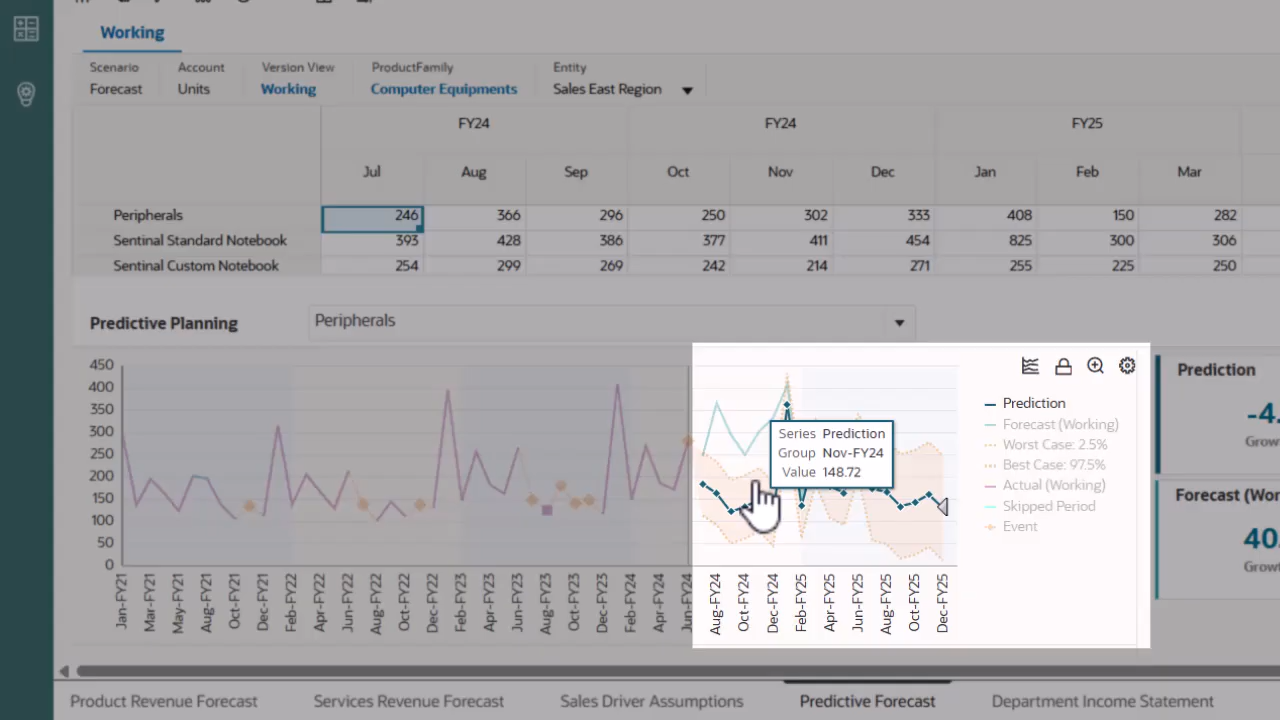 Working
Scenario Account Version View ProductFamily Entity
Forecast Units Working Computer Equipments Sales East Region
FY24 FY24 FY25
Jul Aug Sep Oct Nov Dec Jan Feb Mar
Peripherals 246 366 296 250 302 333 408 150 282
Sentinal Standard Notebook 393 428 386 377 411 454 825 300 306
Sentinal Custom Notebook 254 299 269 242 214 271 255 225 250
Predictive Planning Peripherals
450
400
350
300
250
200
150
100
50
0
Jan-FY21 Mar-FY21 May-FY21 Aug-FY21 Oct-FY21 Dec-FY21 Feb-FY22 Apr-FY22 Jun-FY22 Aug-FY22 Oct-FY22 Dec-FY22 Feb-FY23 Apr-FY23 Jun-FY23 Aug-FY23 Oct-FY23 Dec-FY23 Feb-FY24 Apr-FY24 Jun-FY24 Aug-FY24 Oct-FY24 Dec-FY24 Feb-FY25 Apr-FY25 Jun-FY25 Aug-FY25 Oct-FY25 Dec-FY25
Series Prediction
Group Nov-FY24
Value 148.72
Prediction
Forecast (Working)
Worst Case: 2.5%
Best Case: 97.5%
Actual (Working)
Skipped Period
Event
Prediction
-4.
Grow
Forecast (Wor
40
Grow
Product Revenue Forecast Services Revenue Forecast Sales Driver Assumptions Predictive Forecast Department Income Statement